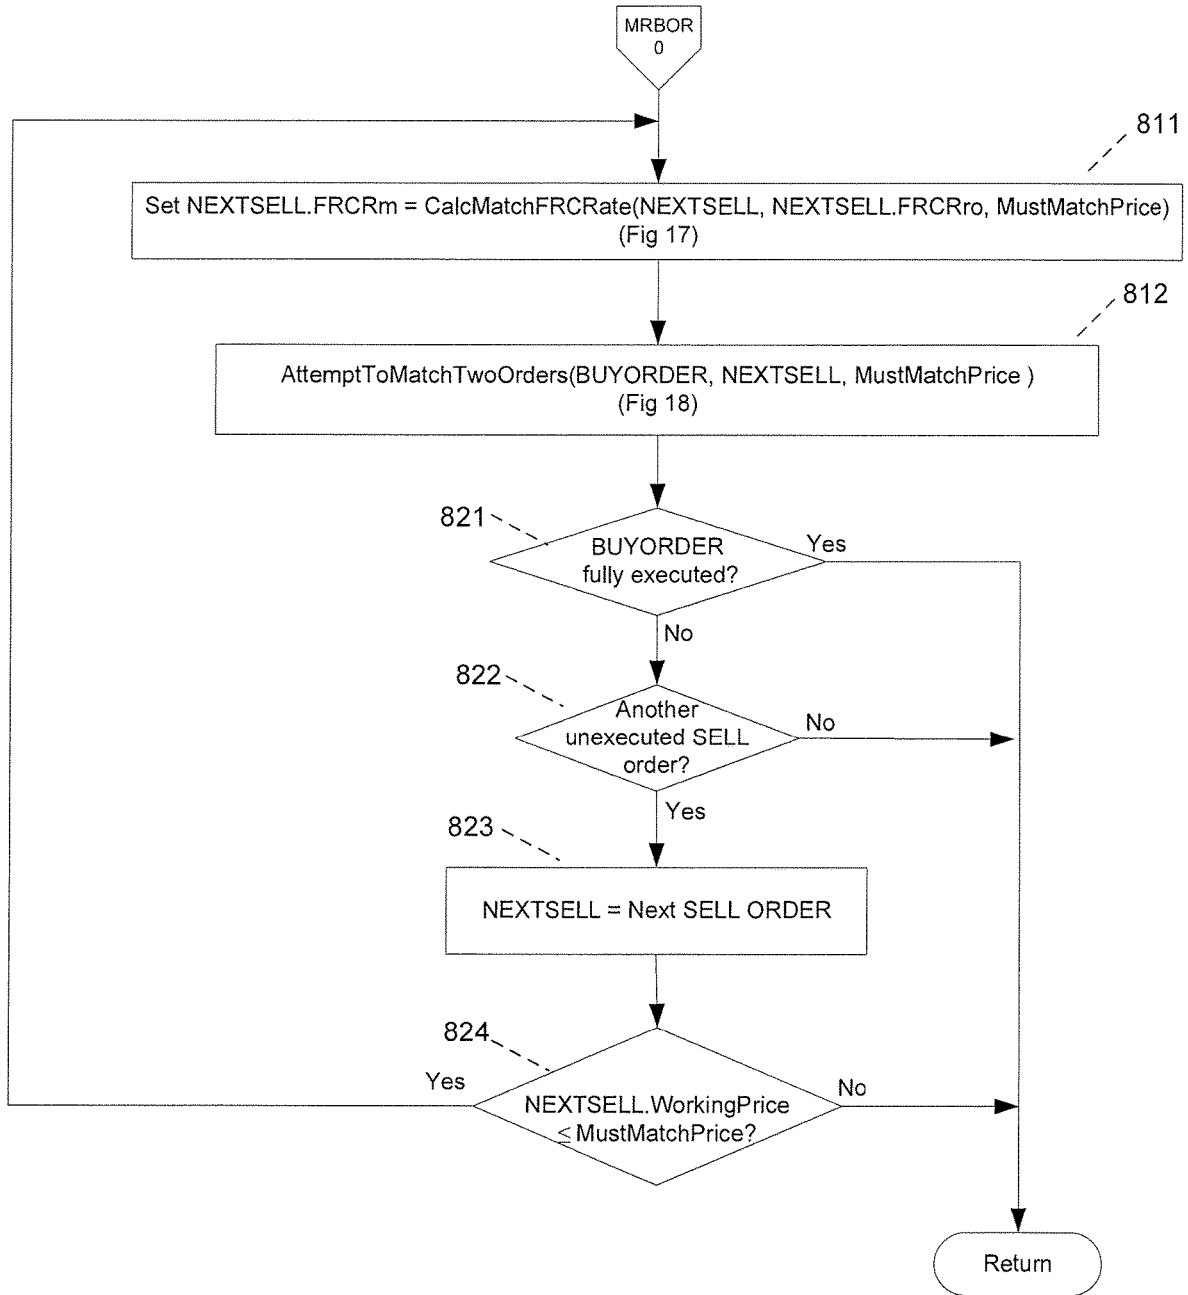 MRBOR
0
811
Set NEXTSELL.FRCRm = CalcMatchFRCRate(NEXTSELL, NEXTSELL.FRCRro, MustMatchPrice)
(Fig 17)
812
AttemptToMatchTwoOrders(BUYORDER, NEXTSELL, MustMatchPrice )
(Fig 18)
821
BUYORDER
fully executed?
Yes
No
822
Another
unexecuted SELL
order?
No
Yes
823
NEXTSELL = Next SELL ORDER
824
Yes
NEXTSELL.WorkingPrice
≤ MustMatchPrice?
No
Return